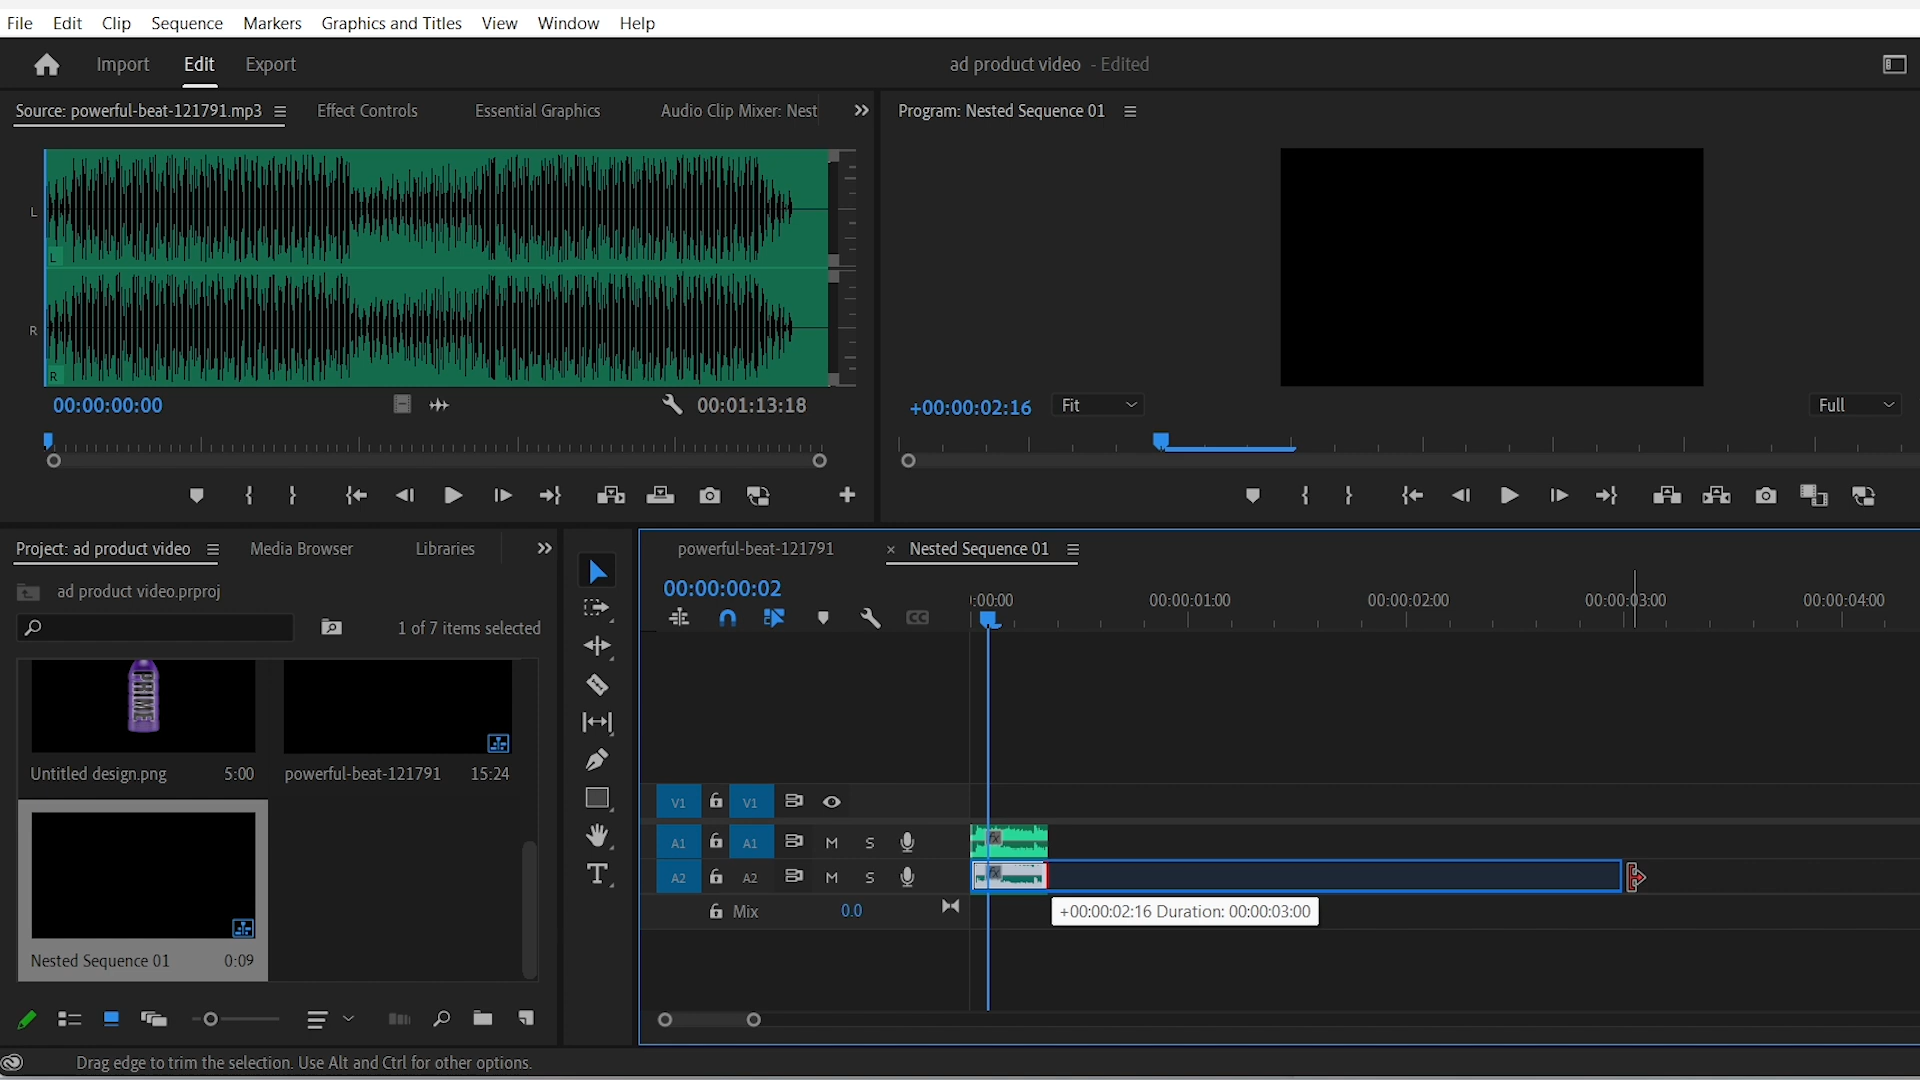 File Edit Clip Sequence Markers Graphics and Titles View Window Help
Import Edit Export
ad product video - Edited
Source: powerful-beat-121791.mp3 Effect Controls Essential Graphics Audio Clip Mixer: Nest
Program: Nested Sequence 01
L
L
R
R
00:00:00:00 00:01:13:18
+00:00:02:16 Fit Full
Project: ad product video Media Browser Libraries
ad product video.prproj
1 of 7 items selected
PRIME
Untitled design.png 5:00
powerful-beat-121791 15:24
Nested Sequence 01 0:09
powerful-beat-121791 × Nested Sequence 01
00:00:00:02
:00:00 00:00:01:00 00:00:02:00 00:00:03:00 00:00:04:00
CC
V1 V1
A1 A1 M S fx
A2 A2 M S fx
Mix 0.0
+00:00:02:16 Duration: 00:00:03:00
T
Drag edge to trim the selection. Use Alt and Ctrl for other options.